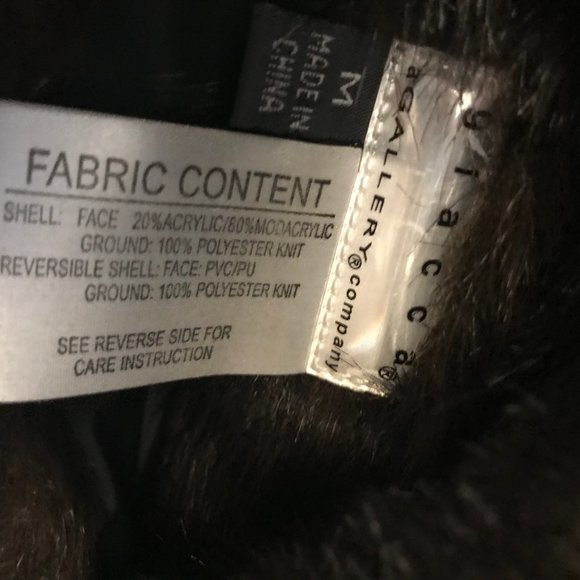 M
MADE IN
CHINA
giacca®
a GALLERY® company
FABRIC CONTENT
SHELL: FACE 20%ACRYLIC/80%MODACRYLIC
GROUND: 100% POLYESTER KNIT
REVERSIBLE SHELL: FACE: PVC/PU
GROUND: 100% POLYESTER KNIT
SEE REVERSE SIDE FOR
CARE INSTRUCTION